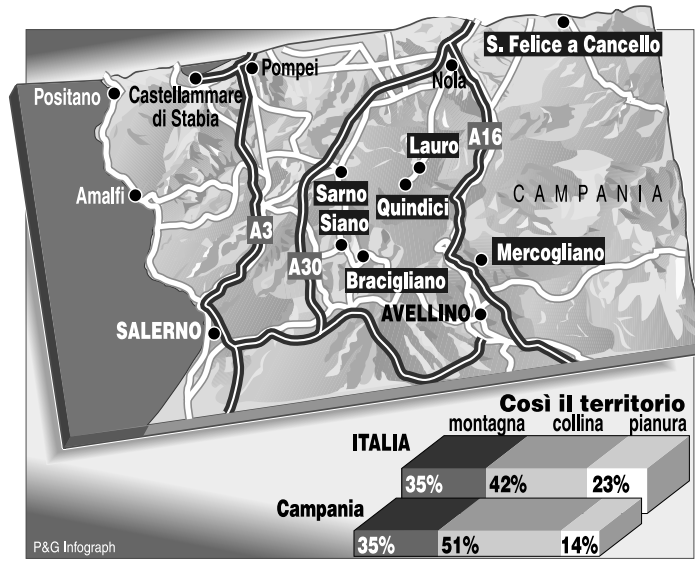 S. Felice a Cancello
Pompei
Nola
Positano
Castellammare
di Stabia
A16
Lauro
Amalfi
Sarno
Quindici
CAMPANIA
Siano
A3
A30
Bracigliano
Mercogliano
SALERNO
AVELLINO
Così il territorio
montagna collina pianura
ITALIA
35% 42% 23%
Campania
35% 51% 14%
P&G Infograph